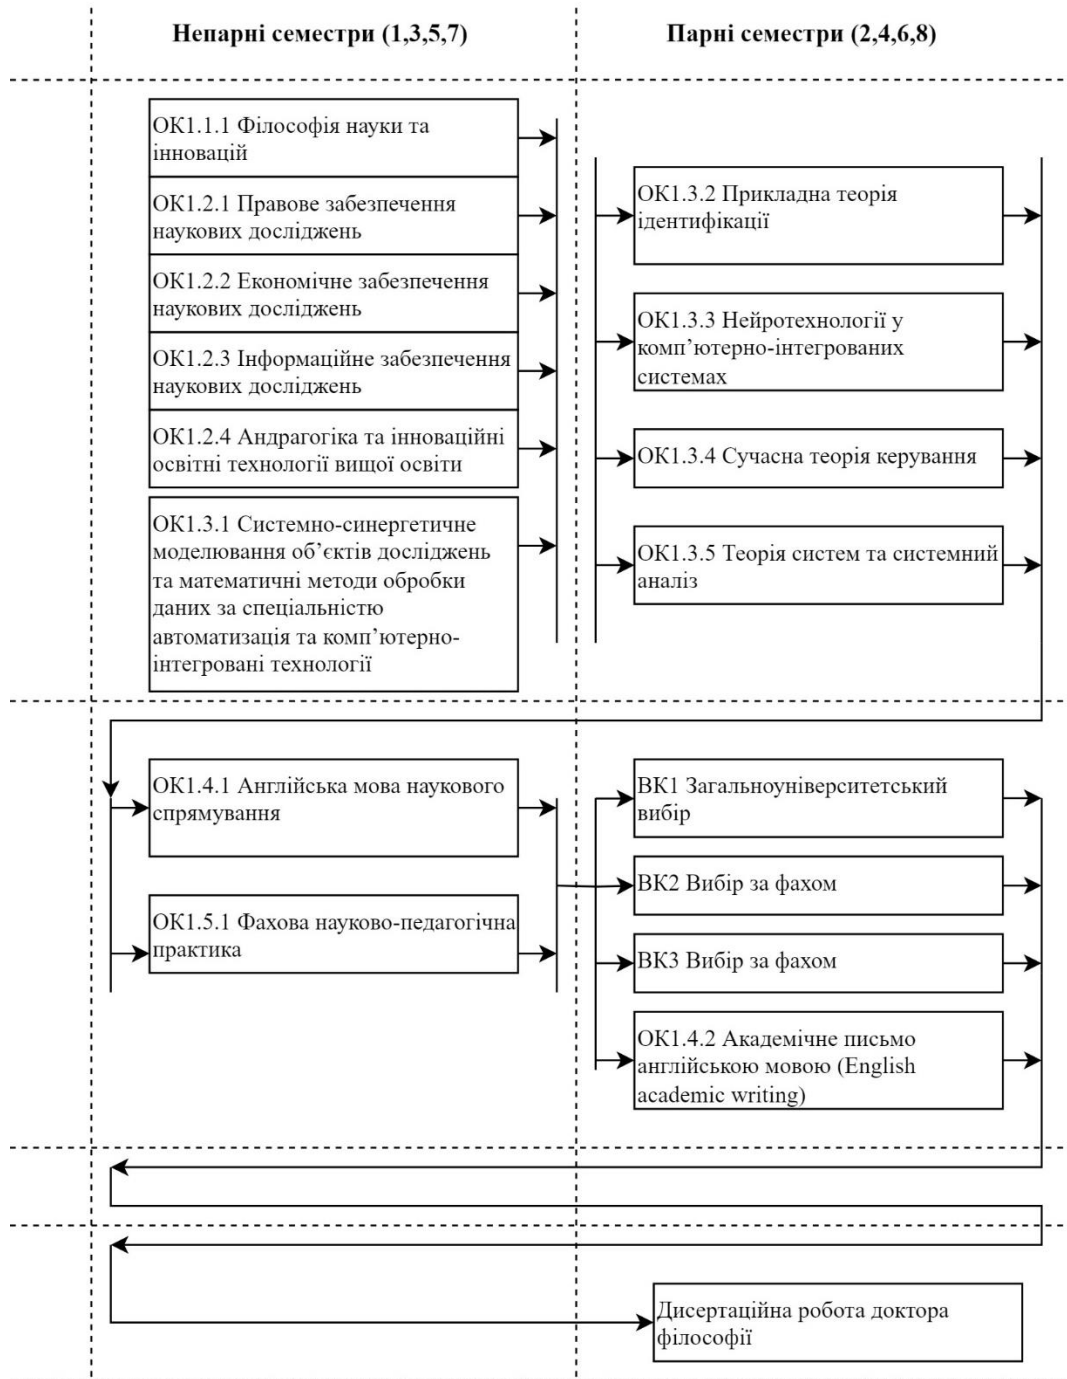 Непарні семестри (1,3,5,7)
Парні семестри (2,4,6,8)
ОК1.1.1 Філософія науки та
інновацій
ОК1.2.1 Правове забезпечення
наукових досліджень
ОК1.2.2 Економічне забезпечення
наукових досліджень
ОК1.2.3 Інформаційне забезпечення
наукових досліджень
ОК1.2.4 Андрагогіка та інноваційні
освітні технології вищої освіти
ОК1.3.1 Системно-синергетичне
моделювання об’єктів досліджень
та математичні методи обробки
даних за спеціальністю
автоматизація та комп’ютерно-
інтегровані технології
ОК1.3.2 Прикладна теорія
ідентифікації
ОК1.3.3 Нейротехнології у
комп’ютерно-інтегрованих
системах
ОК1.3.4 Сучасна теорія керування
ОК1.3.5 Теорія систем та системний
аналіз
ОК1.4.1 Англійська мова наукового
спрямування
ОК1.5.1 Фахова науково-педагогічна
практика
ВК1 Загальноуніверситетський
вибір
ВК2 Вибір за фахом
ВК3 Вибір за фахом
ОК1.4.2 Академічне письмо
англійською мовою (English
academic writing)
Дисертаційна робота доктора
філософії